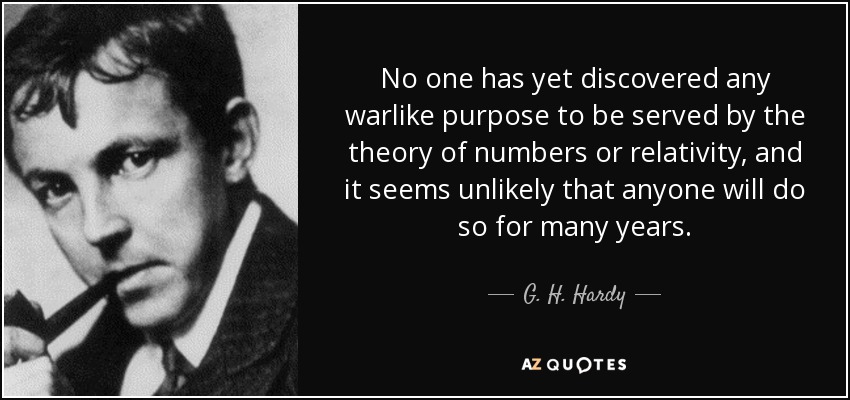 No one has yet discovered any
warlike purpose to be served by the
theory of numbers or relativity, and
it seems unlikely that anyone will do
so for many years.
G. H. Hardy
AZ QUOTES